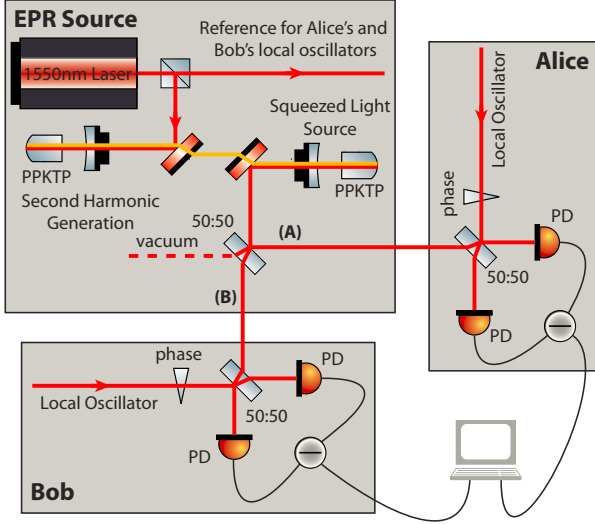 EPR Source
1550nm Laser
Reference for Alice's and
Bob's local oscillators
Squeezed Light
Source
PPKTP
PPKTP
Second Harmonic
Generation
50:50
vacuum
(A)
(B)
Alice
Local Oscillator
phase
PD
50:50
PD
phase
PD
Local Oscillator
50:50
PD
Bob